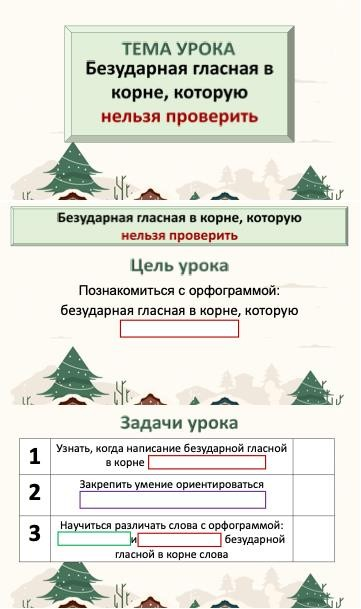 ТЕМА УРОКА
Безударная гласная в
корне, которую
нельзя проверить
Безударная гласная в корне, которую
нельзя проверить
Цель урока
Познакомиться с орфограммой:
безударная гласная в корне, которую
Задачи урока
1
Узнать, когда написание безударной гласной
в корне
2
Закрепить умение ориентироваться
3
Научиться различать слова с орфограммой:
и безударной
гласной в корне слова